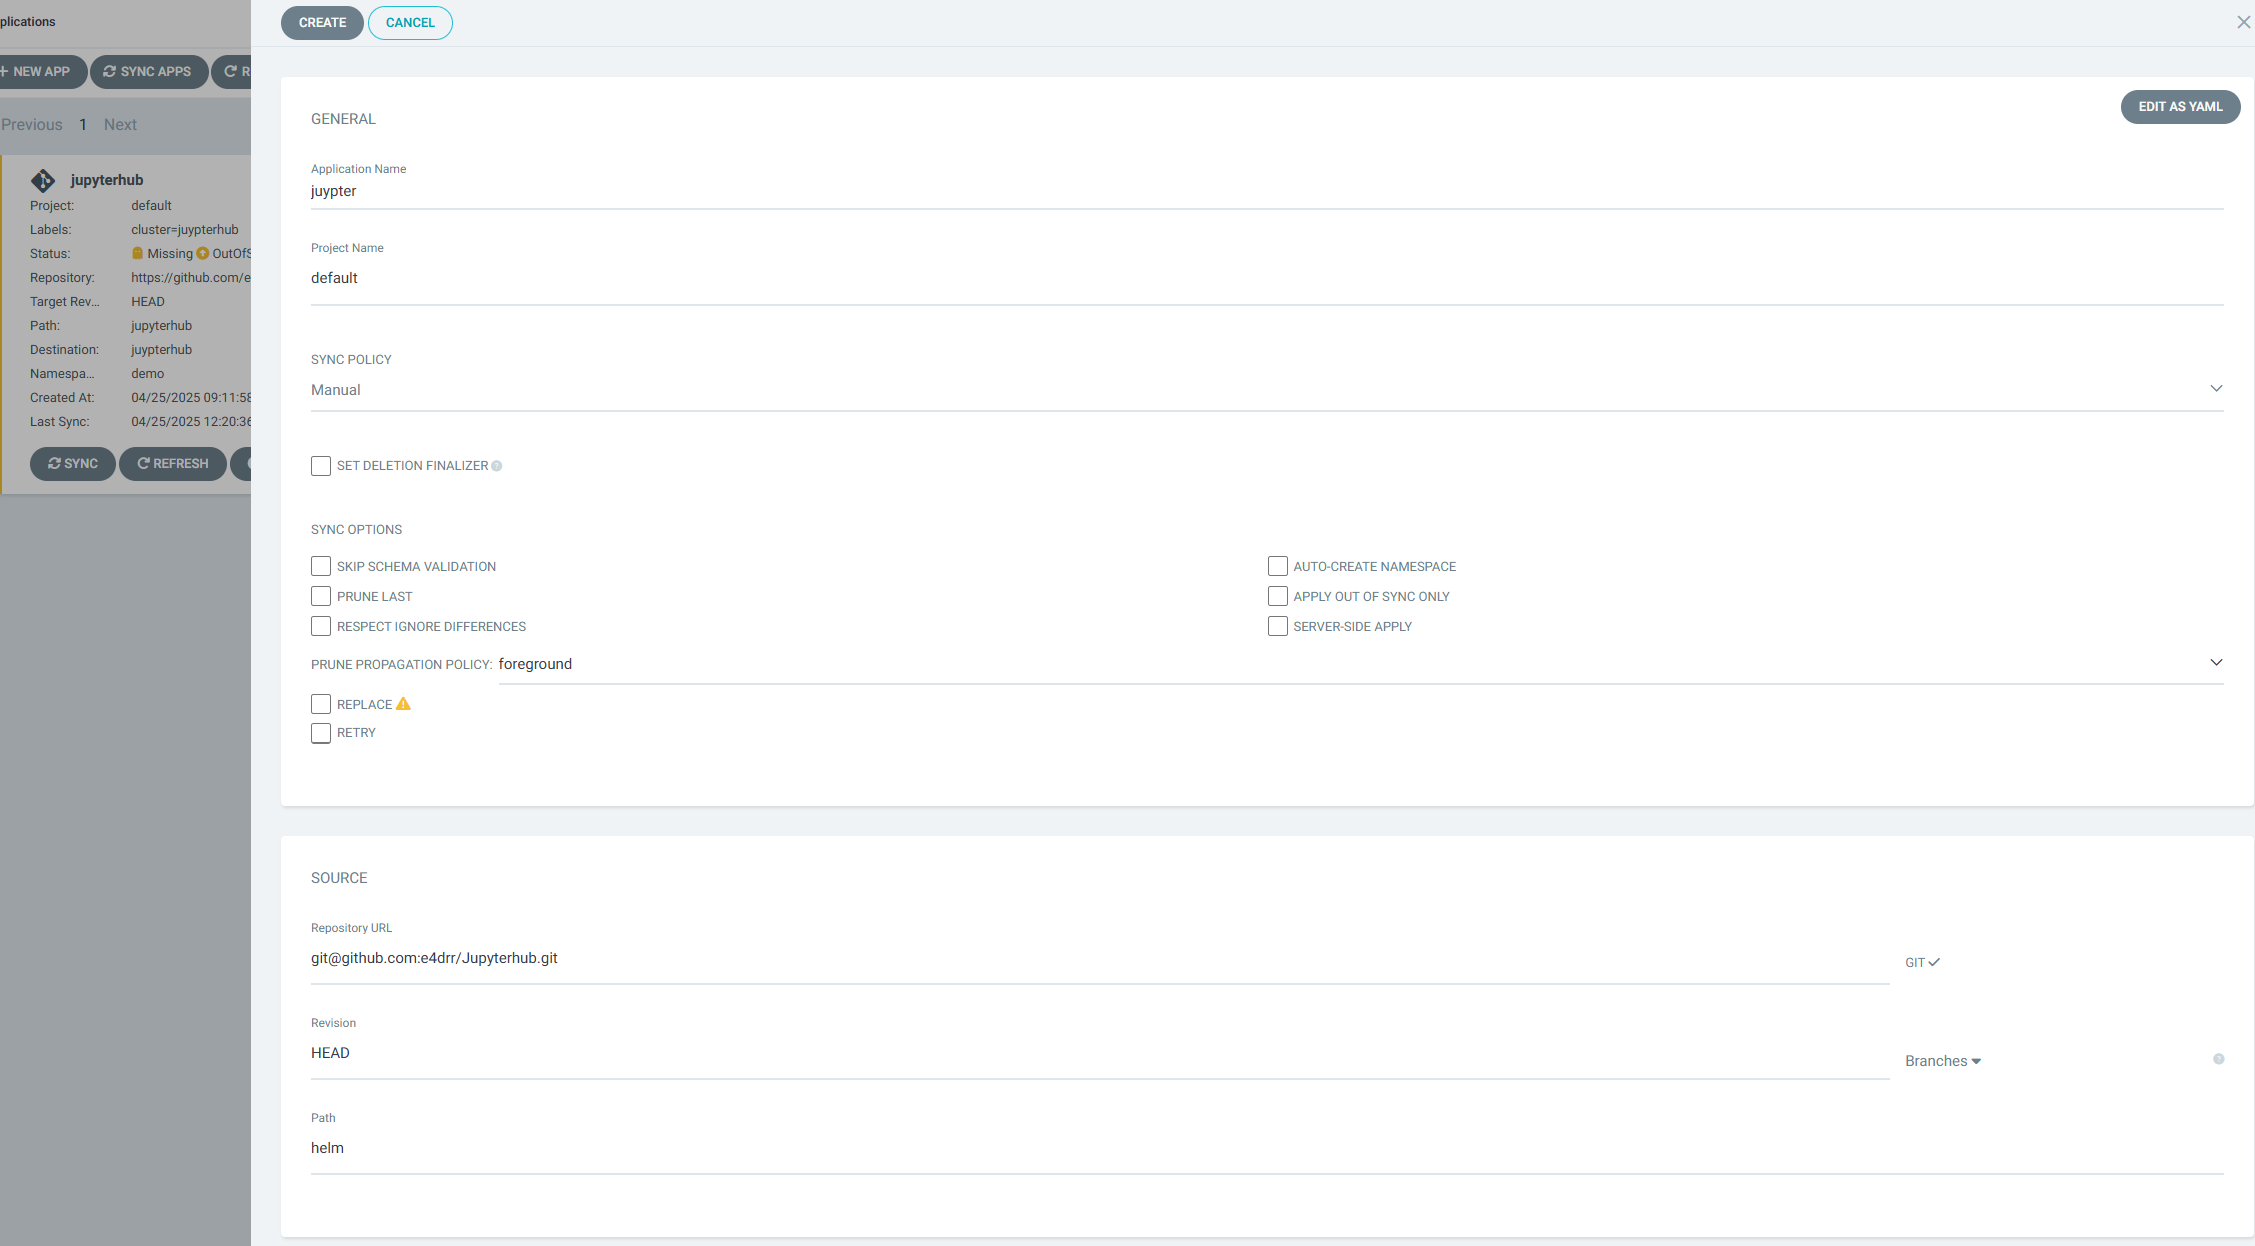 plications
NEW APP
SYNC APPS
R
Previous 1 Next
jupyterhub
Project: default
Labels: cluster=juypterhub
Status: Missing OutOfS
Repository: https://github.com/e
Target Rev... HEAD
Path: jupyterhub
Destination: juypterhub
Namespa... demo
Created At: 04/25/2025 09:11:58
Last Sync: 04/25/2025 12:20:36
SYNC
REFRESH
CREATE
CANCEL
EDIT AS YAML
GENERAL
Application Name
juypter
Project Name
default
SYNC POLICY
Manual
SET DELETION FINALIZER
SYNC OPTIONS
SKIP SCHEMA VALIDATION
AUTO-CREATE NAMESPACE
PRUNE LAST
APPLY OUT OF SYNC ONLY
RESPECT IGNORE DIFFERENCES
SERVER-SIDE APPLY
PRUNE PROPAGATION POLICY: foreground
REPLACE
RETRY
SOURCE
Repository URL
git@github.com:e4drr/Jupyterhub.git
GIT
Revision
HEAD
Branches
Path
helm